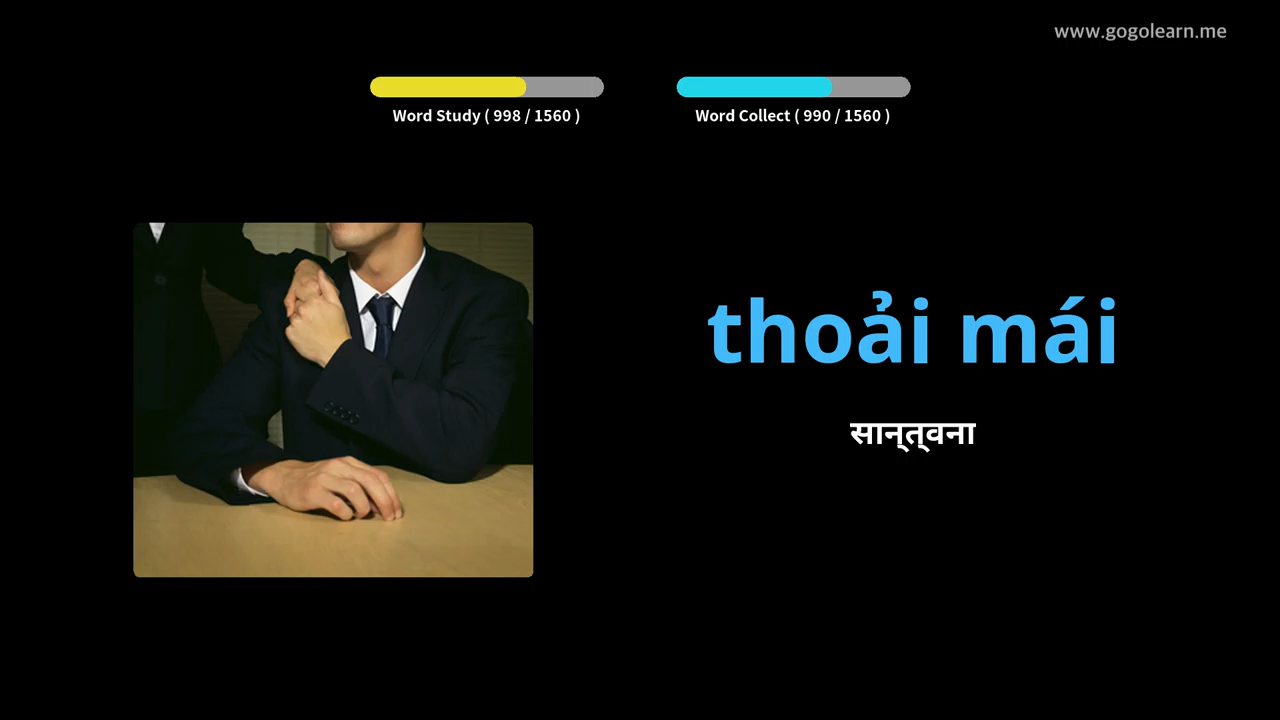 www.gogolearn.me
Word Study ( 998 / 1560 )
Word Collect ( 990 / 1560 )
thoải mái
सान्त्वना